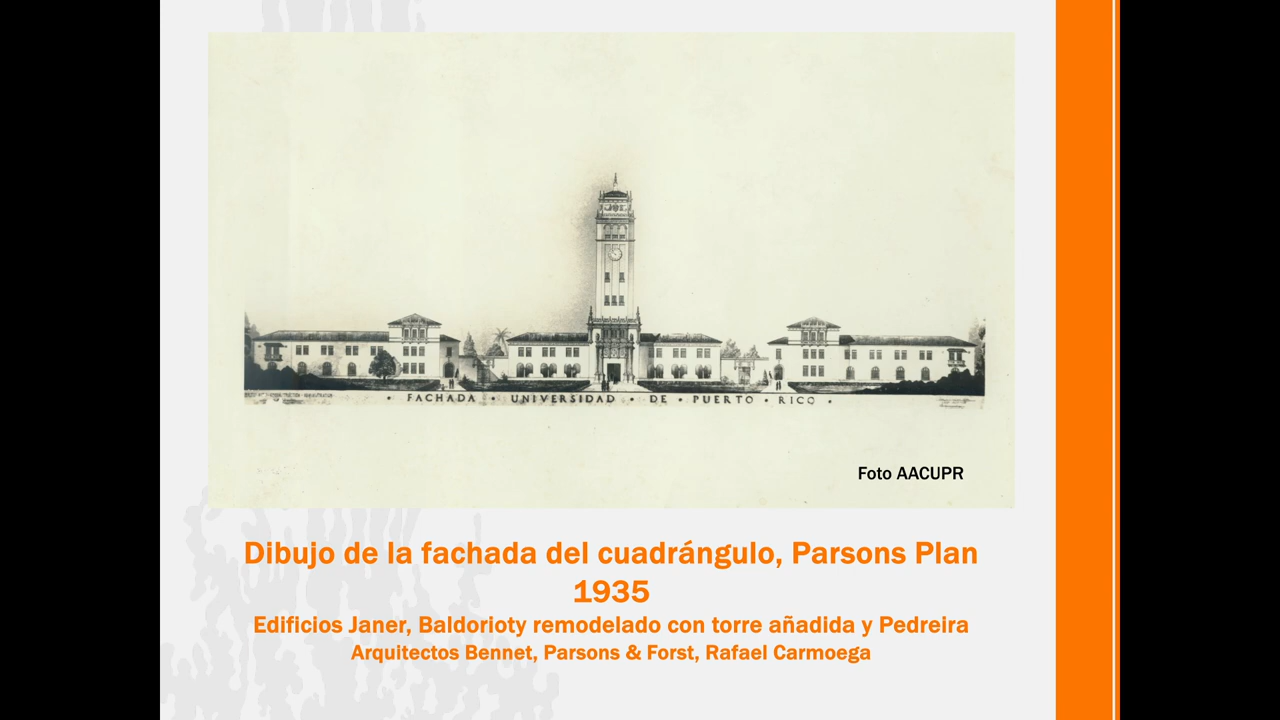 • FACHADA • UNIVERSIDAD • DE • PUERTO • RICO •
Foto AACUPR
Dibujo de la fachada del cuadrángulo, Parsons Plan
1935
Edificios Janer, Baldorioty remodelado con torre añadida y Pedreira
Arquitectos Bennet, Parsons & Forst, Rafael Carmoega